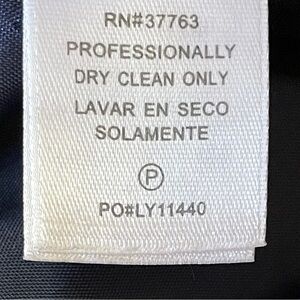 RN#37763
PROFESSIONALLY
DRY CLEAN ONLY
LAVAR EN SECO
SOLAMENTE
P
PO#LY11440